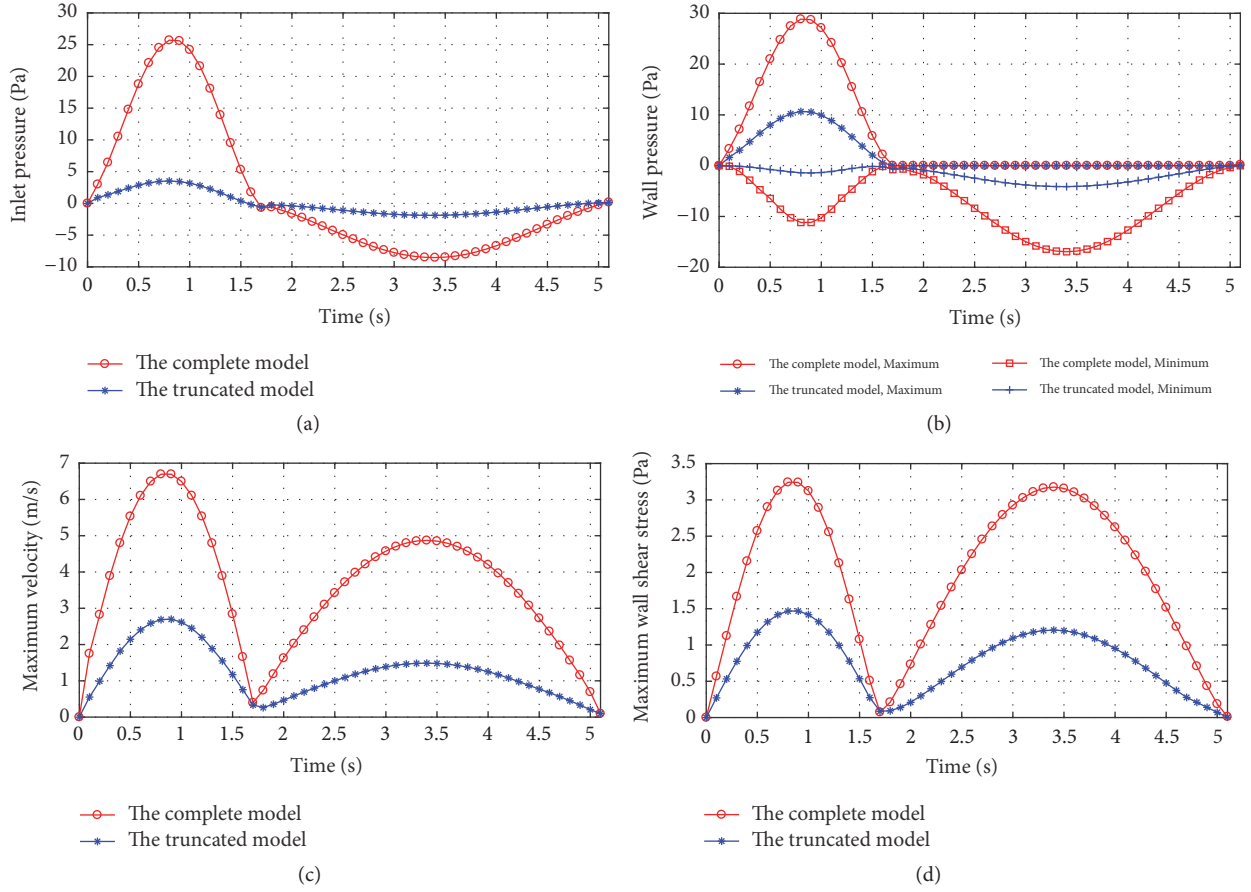 30
25
20
15
10
5
0
−5
−10
Inlet pressure (Pa)
0 0.5 1 1.5 2 2.5 3 3.5 4 4.5 5
Time (s)
The complete model
The truncated model
(a)
30
20
10
0
−10
−20
Wall pressure (Pa)
0 0.5 1 1.5 2 2.5 3 3.5 4 4.5 5
Time (s)
The complete model, Maximum
The truncated model, Maximum
The complete model, Minimum
The truncated model, Minimum
(b)
7
6
5
4
3
2
1
0
Maximum velocity (m/s)
0 0.5 1 1.5 2 2.5 3 3.5 4 4.5 5
Time (s)
The complete model
The truncated model
(c)
3.5
3
2.5
2
1.5
1
0.5
0
Maximum wall shear stress (Pa)
0 0.5 1 1.5 2 2.5 3 3.5 4 4.5 5
Time (s)
The complete model
The truncated model
(d)